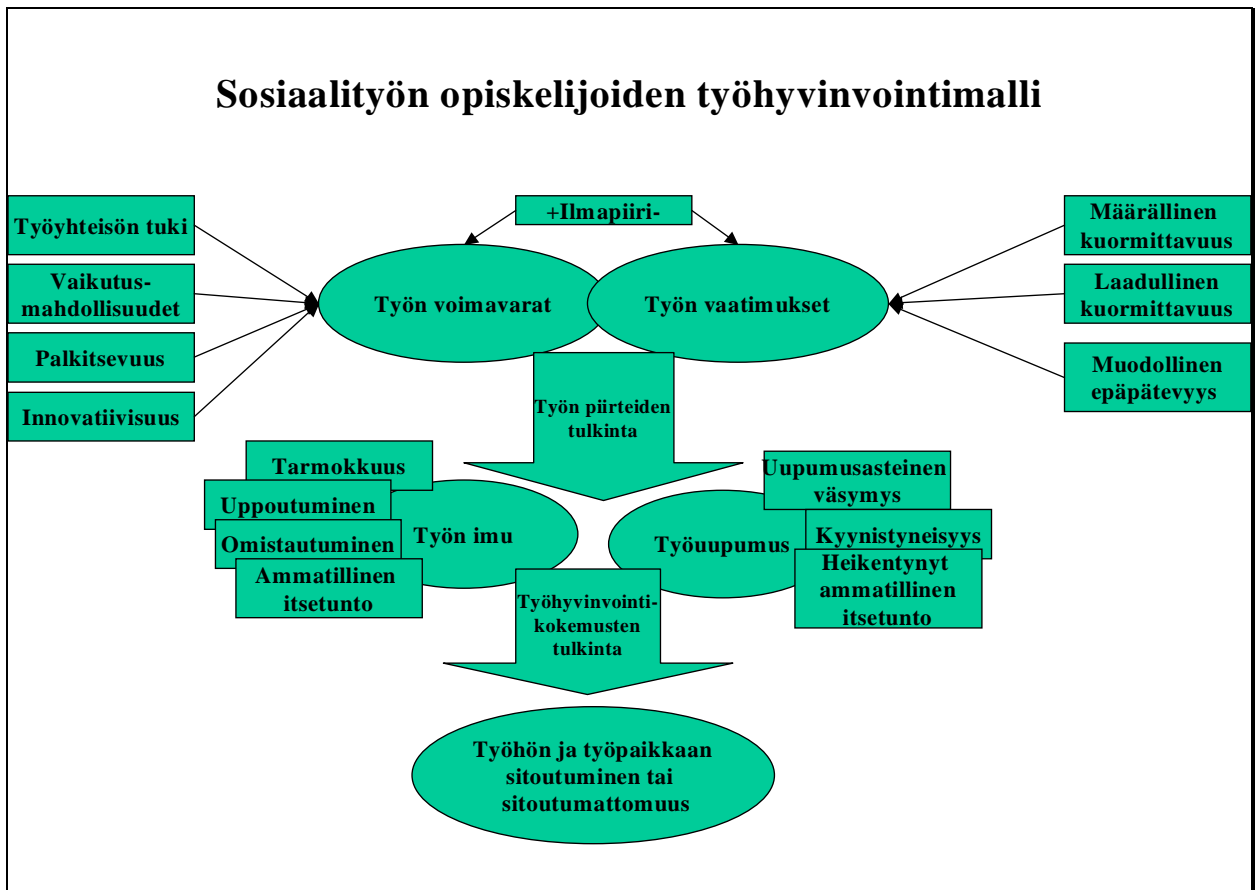 Sosiaalityön opiskelijoiden työhyvinvointimalli
+Ilmapiiri-
Työyhteisön tuki
Vaikutus-
mahdollisuudet
Palkitsevuus
Innovatiivisuus
Työn voimavarat
Työn vaatimukset
Määrällinen
kuormittavuus
Laadullinen
kuormittavuus
Muodollinen
epäpätevyys
Työn piirteiden
tulkinta
Tarmokkuus
Uppoutuminen
Omistautuminen
Ammatillinen
itsetunto
Työn imu
Työuupumus
Uupumusasteinen
väsymys
Kyynistyneisyys
Heikentynyt
ammatillinen
itsetunto
Työhyvinvointi-
kokemusten
tulkinta
Työhön ja työpaikkaan
sitoutuminen tai
sitoutumattomuus